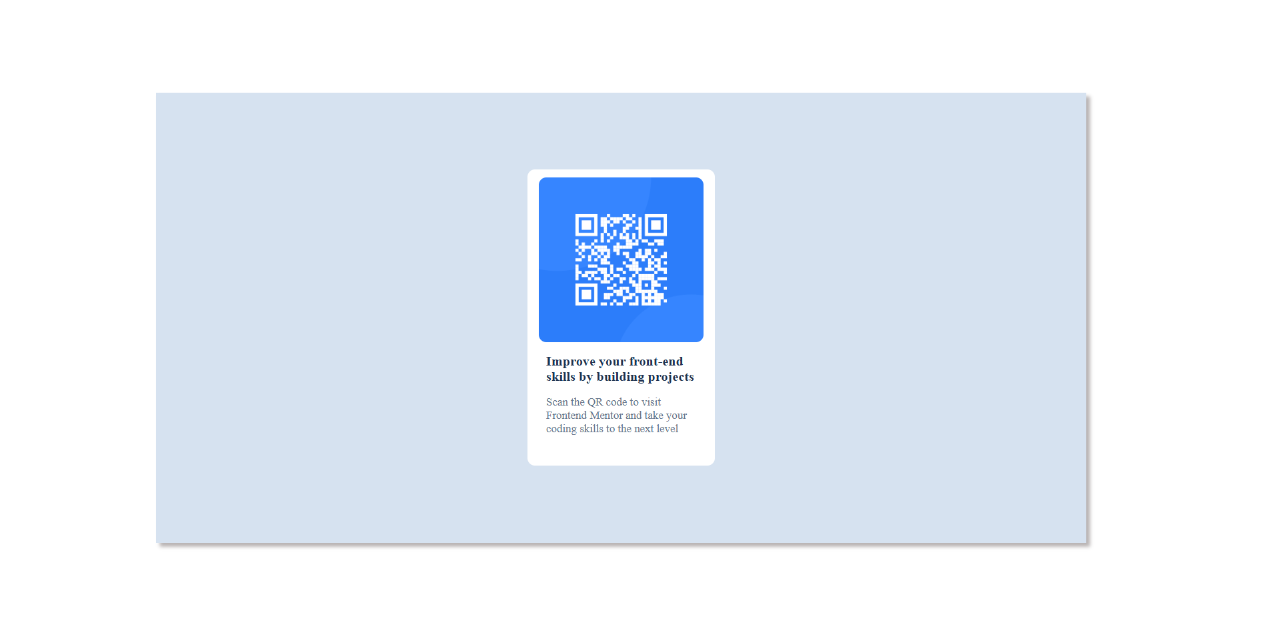 Improve your front-end
skills by building projects
Scan the QR code to visit
Frontend Mentor and take your
coding skills to the next level